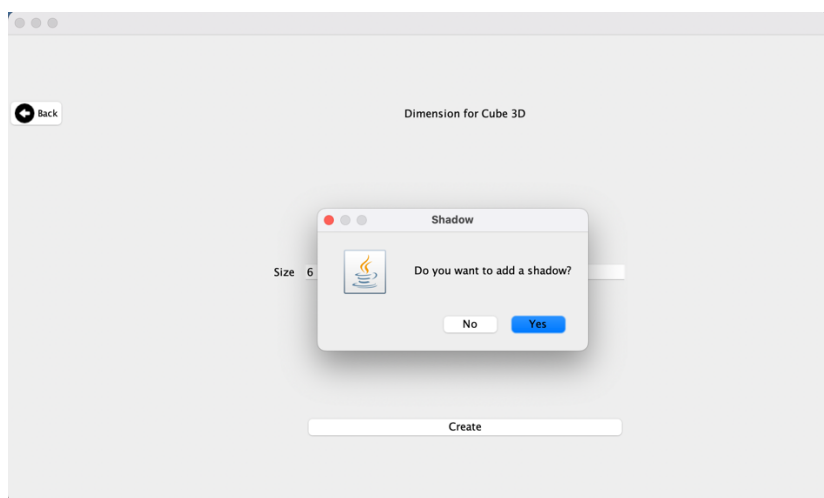 Back
Dimension for Cube 3D
Shadow
Size 6
Do you want to add a shadow?
No Yes
Create